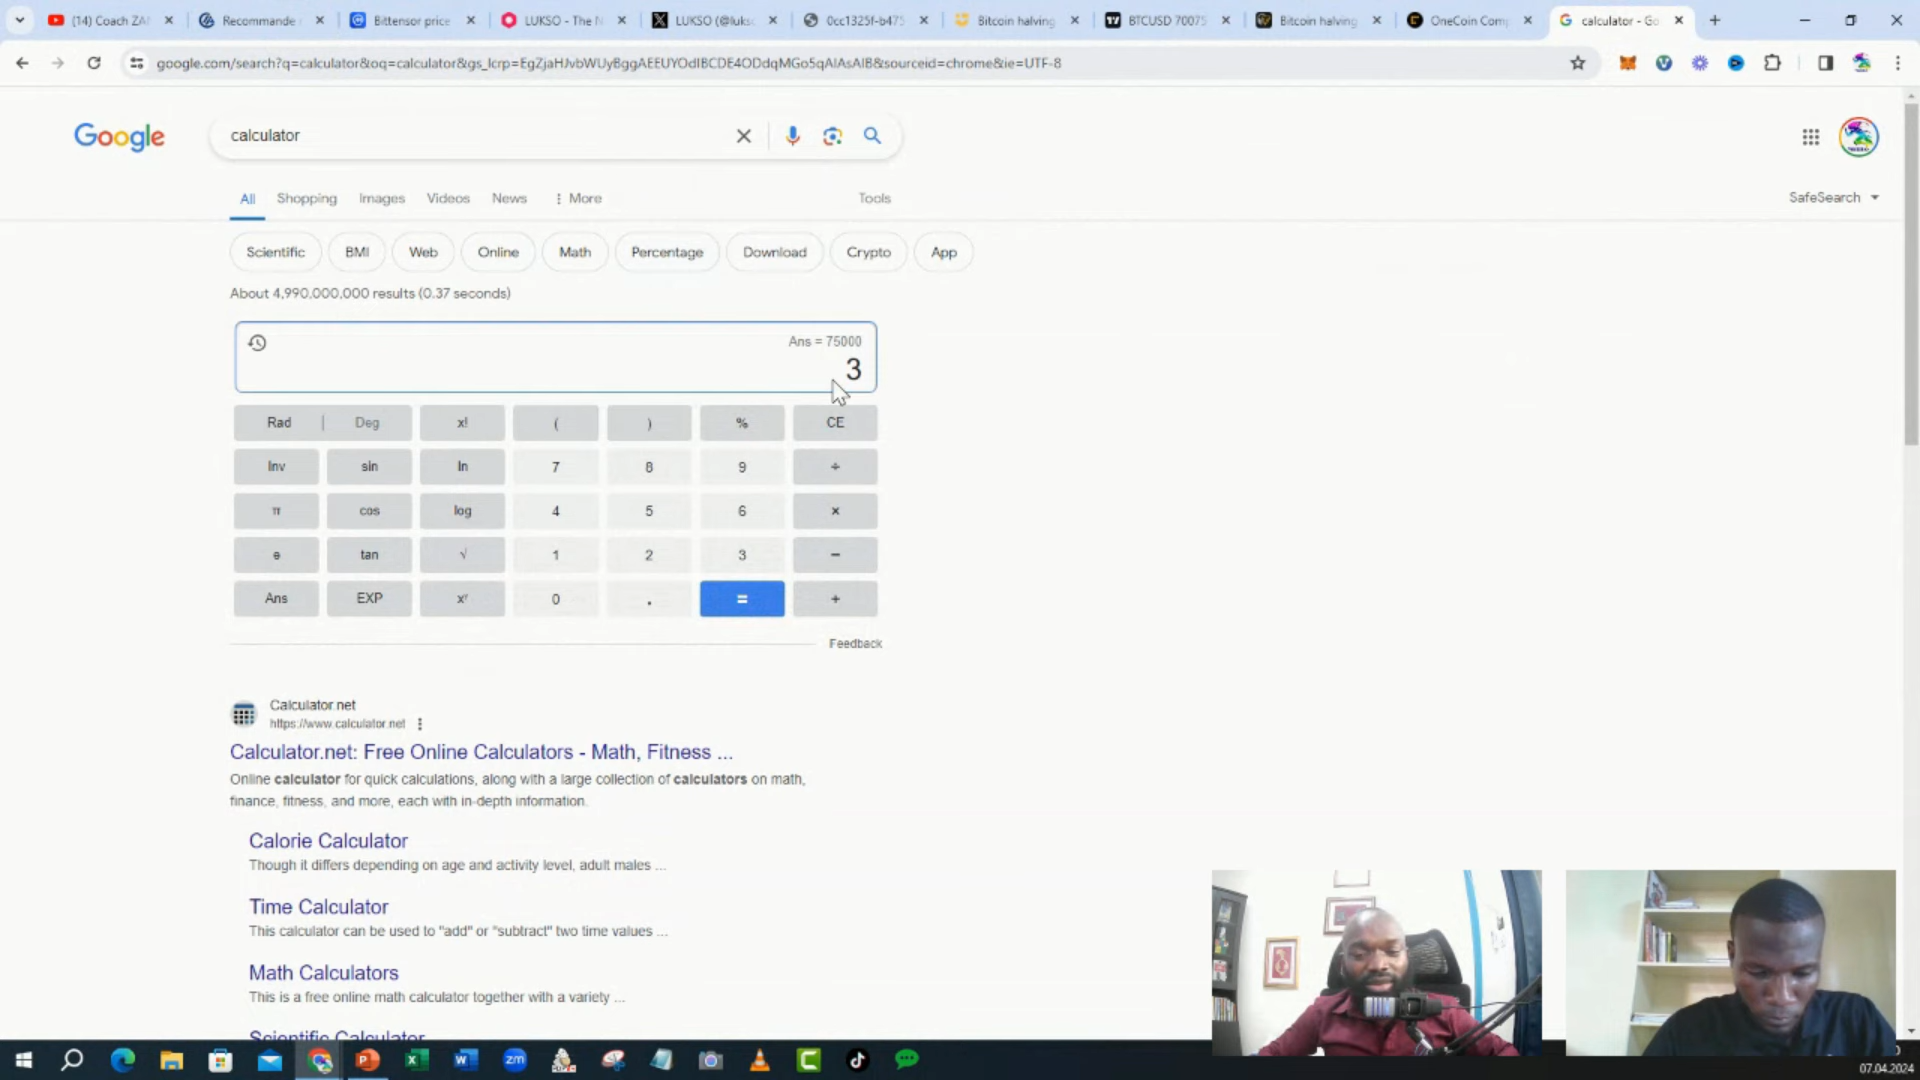 (14) Coach ZA
Recommande
Bittensor price
LUKSO - The N
LUKSO (@lukso
0cc1325f-b475
Bitcoin halving
BTCUSD 70075
Bitcoin halving
OneCoin Comp
calculator - Go
google.com/search?q=calculator&oq=calculator&gs_lcrp=EgZjaHJvbWUyBggAEEUYOdIBCDE4ODdqMGo5qAIAsAIB&sourceid=chrome&ie=UTF-8
Google
calculator
All
Shopping
Images
Videos
News
More
Tools
SafeSearch
Scientific
BMI
Web
Online
Math
Percentage
Download
Crypto
App
About 4,990,000,000 results (0.37 seconds)
Ans = 75000
3
Rad | Deg x! ( ) % CE
Inv sin ln 7 8 9 ÷
π cos log 4 5 6 ×
e tan √ 1 2 3 −
Ans EXP xʸ 0 . = +
Feedback
Calculator.net
https://www.calculator.net
Calculator.net: Free Online Calculators - Math, Fitness ...
Online calculator for quick calculations, along with a large collection of calculators on math,
finance, fitness, and more, each with in-depth information.
Calorie Calculator
Though it differs depending on age and activity level, adult males ...
Time Calculator
This calculator can be used to "add" or "subtract" two time values ...
Math Calculators
This is a free online math calculator together with a variety ...
Scientific Calculator
07.04.2024